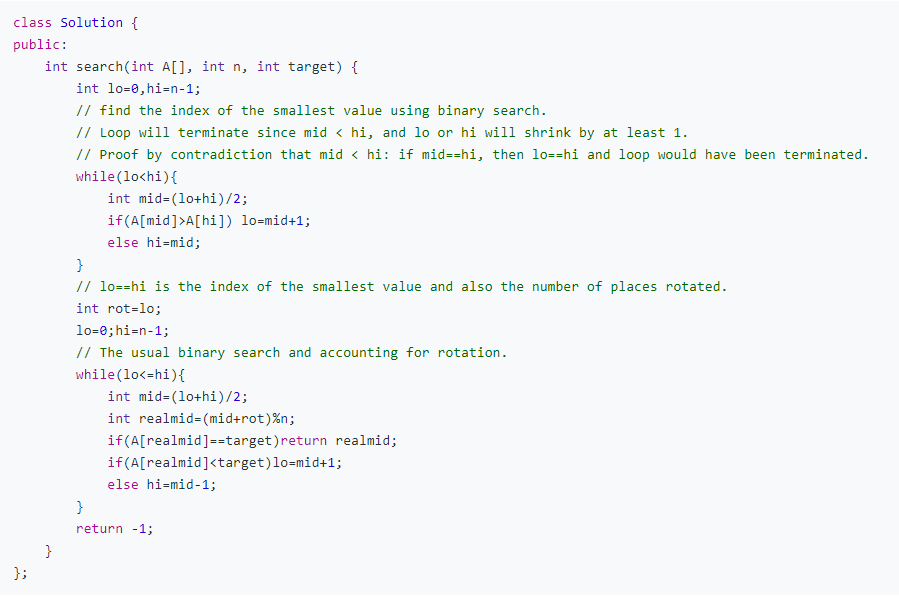 class Solution {
public:
    int search(int A[], int n, int target) {
        int lo=0,hi=n-1;
        // find the index of the smallest value using binary search.
        // Loop will terminate since mid < hi, and lo or hi will shrink by at least 1.
        // Proof by contradiction that mid < hi: if mid==hi, then lo==hi and loop would have been terminated.
        while(lo<hi){
            int mid=(lo+hi)/2;
            if(A[mid]>A[hi]) lo=mid+1;
            else hi=mid;
        }
        // lo==hi is the index of the smallest value and also the number of places rotated.
        int rot=lo;
        lo=0;hi=n-1;
        // The usual binary search and accounting for rotation.
        while(lo<=hi){
            int mid=(lo+hi)/2;
            int realmid=(mid+rot)%n;
            if(A[realmid]==target)return realmid;
            if(A[realmid]<target)lo=mid+1;
            else hi=mid-1;
        }
        return -1;
    }
};